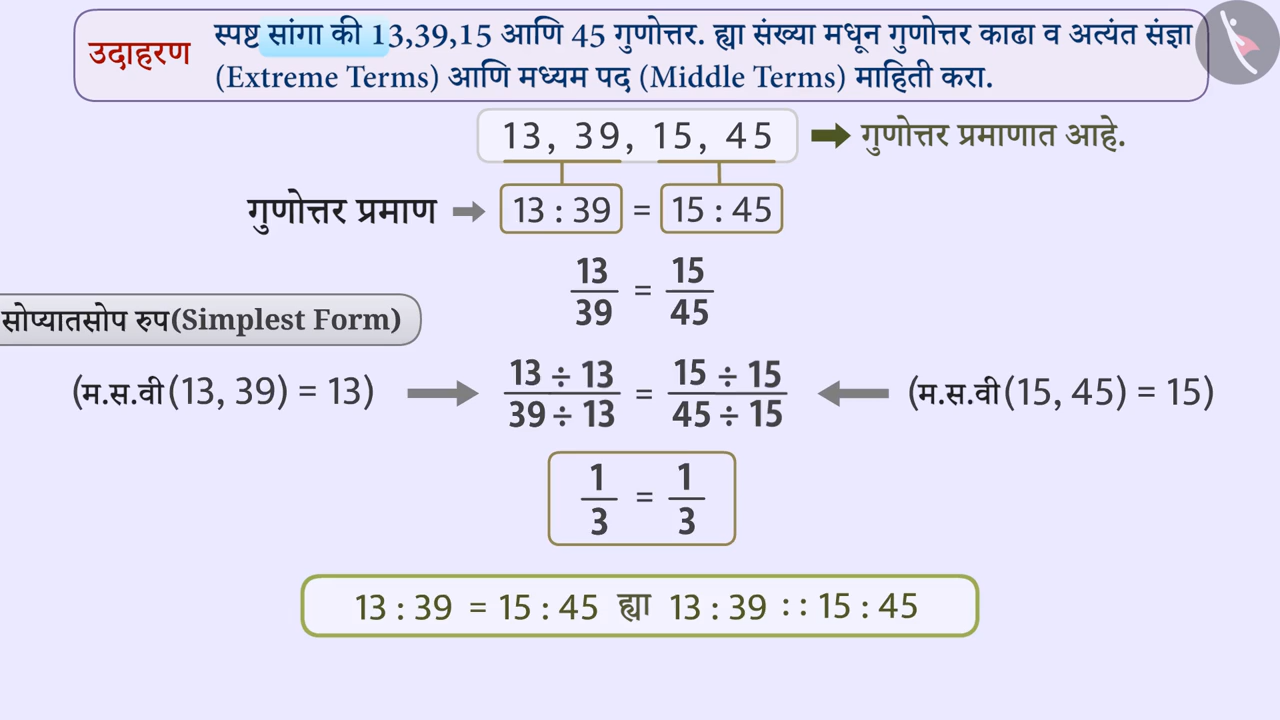 उदाहरण
स्पष्ट सांगा की 13,39,15 आणि 45 गुणोत्तर. ह्या संख्या मधून गुणोत्तर काढा व अत्यंत संज्ञा
(Extreme Terms) आणि मध्यम पद (Middle Terms) माहिती करा.
13, 39, 15, 45 ➡ गुणोत्तर प्रमाणात आहे.
गुणोत्तर प्रमाण → 13 : 39 = 15 : 45
13/39 = 15/45
सोप्यातसोप रुप(Simplest Form)
(म.स.वी(13, 39) = 13) → 13 ÷ 13/39 ÷ 13 = 15 ÷ 15/45 ÷ 15 ← (म.स.वी(15, 45) = 15)
1/3 = 1/3
13 : 39 = 15 : 45 ह्या 13 : 39 : : 15 : 45